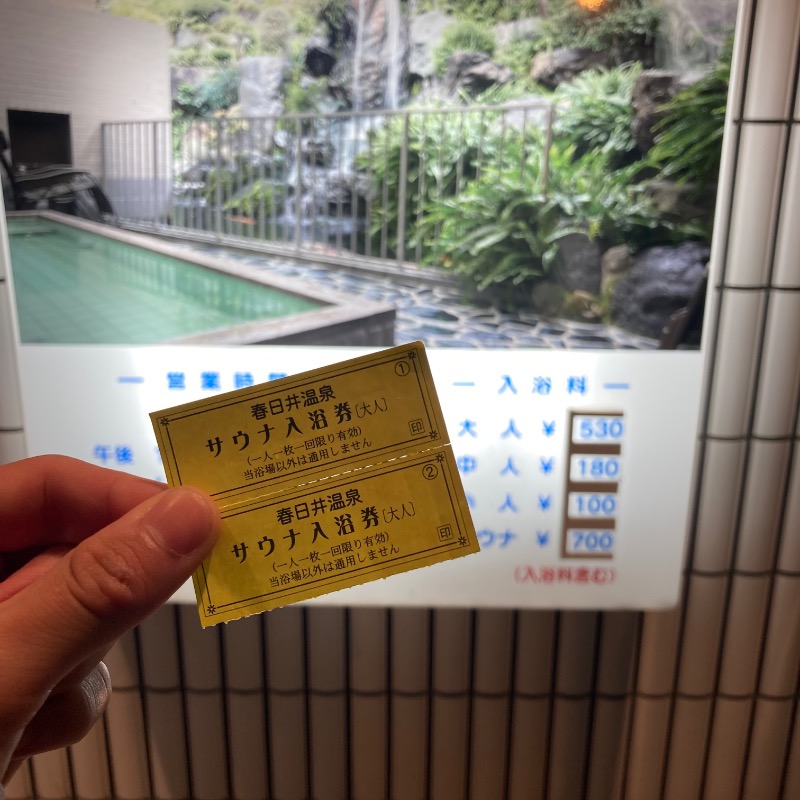 — 営業時間
午後
— 入浴料 —
大人 ¥ 530
中人 ¥ 180
人 ¥ 100
ウナ ¥ 700
(入浴料含む)
①
春日井温泉
サウナ入浴券〔大人〕
(一人一枚一回限り有効)
当浴場以外は通用しません
印
②
春日井温泉
サウナ入浴券〔大人〕
(一人一枚一回限り有効)
当浴場以外は通用しません
印